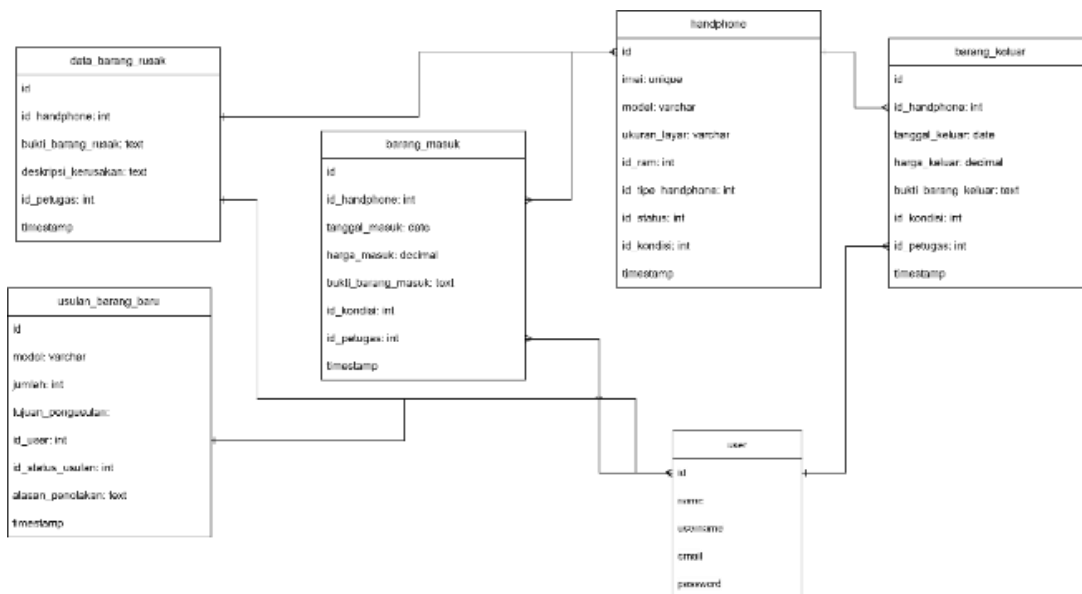 data_barang_rusak
id
id_handphone: int
bukti_barang_rusak: text
deskripsi_kerusakan: text
id_petugas: int
timestamp
usulan_barang_baru
id
model: varchar
jumlah: int
tujuan_pengusulan:
id_user: int
id_status_usulan: int
alasan_penolakan: text
timestamp
barang_masuk
id
id_handphone: int
tanggal_masuk: date
harga_masuk: decimal
bukti_barang_masuk: text
id_kondisi: int
id_petugas: int
timestamp
handphone
id
imei: unique
model: varchar
ukuran_layar: varchar
id_ram: int
id_tipe_handphone: int
id_status: int
id_kondisi: int
timestamp
user
id
name
username
email
password
barang_keluar
id
id_handphone: int
tanggal_keluar: date
harga_keluar: decimal
bukti_barang_keluar: text
id_kondisi: int
id_petugas: int
timestamp